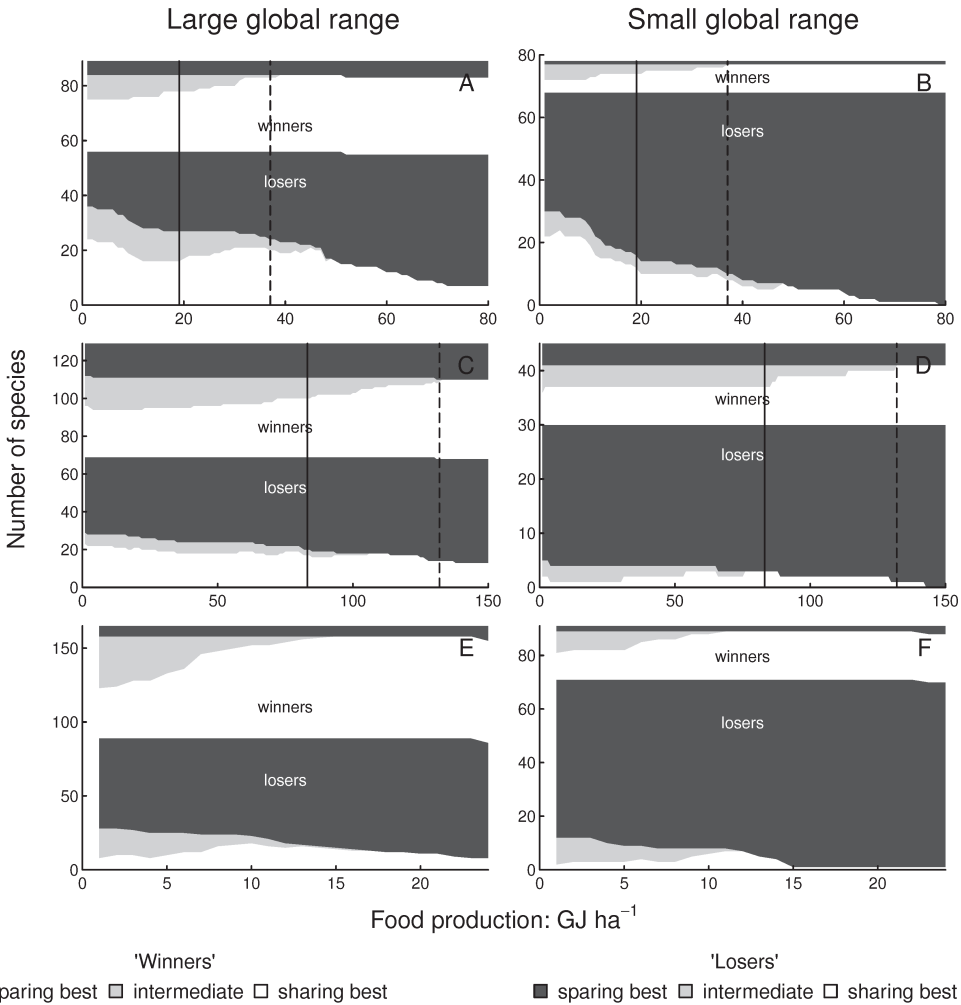 Large global range
Small global range
A
winners
losers
0
20
40
60
80
0
20
40
60
80
B
winners
losers
0
20
40
60
80
0
20
40
60
80
C
winners
losers
0
20
40
60
80
100
120
0
50
100
150
D
winners
losers
0
10
20
30
40
0
50
100
150
E
winners
losers
0
50
100
150
0
5
10
15
20
F
winners
losers
0
20
40
60
80
0
5
10
15
20
Number of species
Food production: GJ ha⁻¹
'Winners'
paring best intermediate sharing best
'Losers'
sparing best intermediate sharing best